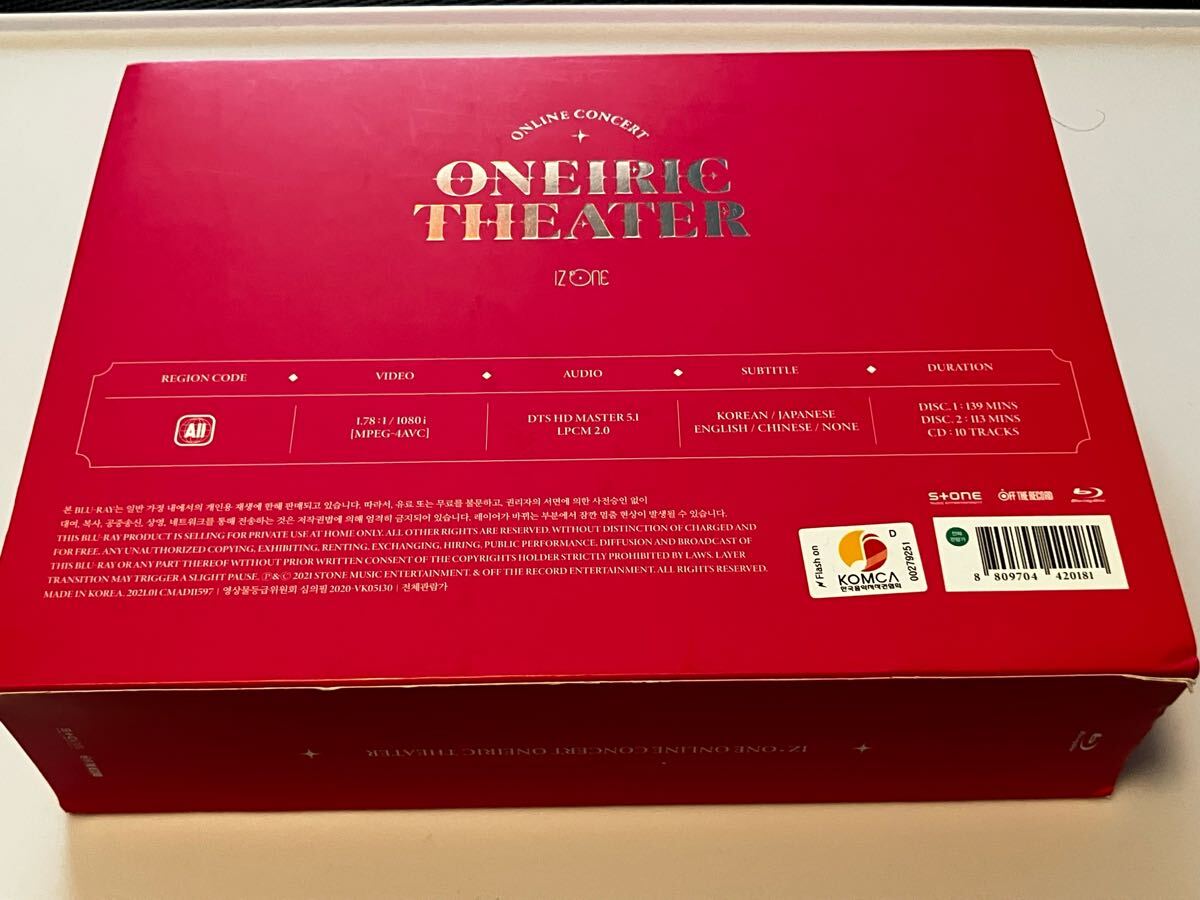 ONLINE CONCERT
ONEIRIC
THEATER
IZ*ONE
REGION CODE ◆ VIDEO ◆ AUDIO ◆ SUBTITLE ◆ DURATION
All
1.78:1 / 1080i
[MPEG-4AVC]
DTS HD MASTER 5.1
LPCM 2.0
KOREAN / JAPANESE
ENGLISH / CHINESE / NONE
DISC. 1 : 139 MINS
DISC. 2 : 113 MINS
CD : 10 TRACKS
본 BLU-RAY는 일반 가정 내에서의 개인용 재생에 한해 판매되고 있습니다. 따라서, 유료 또는 무료를 불문하고, 권리자의 서면에 의한 사전승인 없이
대여, 복사, 공중송신, 상영, 네트워크를 통해 전송하는 것은 저작권법에 의해 엄격히 금지되어 있습니다. 레이어가 바뀌는 부분에서 잠깐 멈춤 현상이 발생될 수 있습니다.
THIS BLU-RAY PRODUCT IS SELLING FOR PRIVATE USE AT HOME ONLY. ALL OTHER RIGHTS ARE RESERVED. WITHOUT DISTINCTION OF CHARGED AND
FOR FREE. ANY UNAUTHORIZED COPYING, EXHIBITING, RENTING, EXCHANGING, HIRING, PUBLIC PERFORMANCE, DIFFUSION AND BROADCAST OF
THIS BLU-RAY OR ANY PART THEREOF WITHOUT PRIOR WRITTEN CONSENT OF THE COPYRIGHTS HOLDER STRICTLY PROHIBITED BY LAWS. LAYER
TRANSITION MAY TRIGGER A SLIGHT PAUSE. Ⓟ&Ⓒ 2021 STONE MUSIC ENTERTAINMENT. & OFF THE RECORD ENTERTAINMENT. ALL RIGHTS RESERVED.
MADE IN KOREA. 2021.01 CMAD11597 | 영상물등급위원회 심의필 2020-VK05130 | 전체관람가
S+ONE
OFF THE RECORD
Flash on
KOMCA
한국음악저작권협회
D
00279251
전체
관람가
8 809704 420181
IZ*ONE ONLINE CONCERT ONEIRIC THEATER
S+ONE